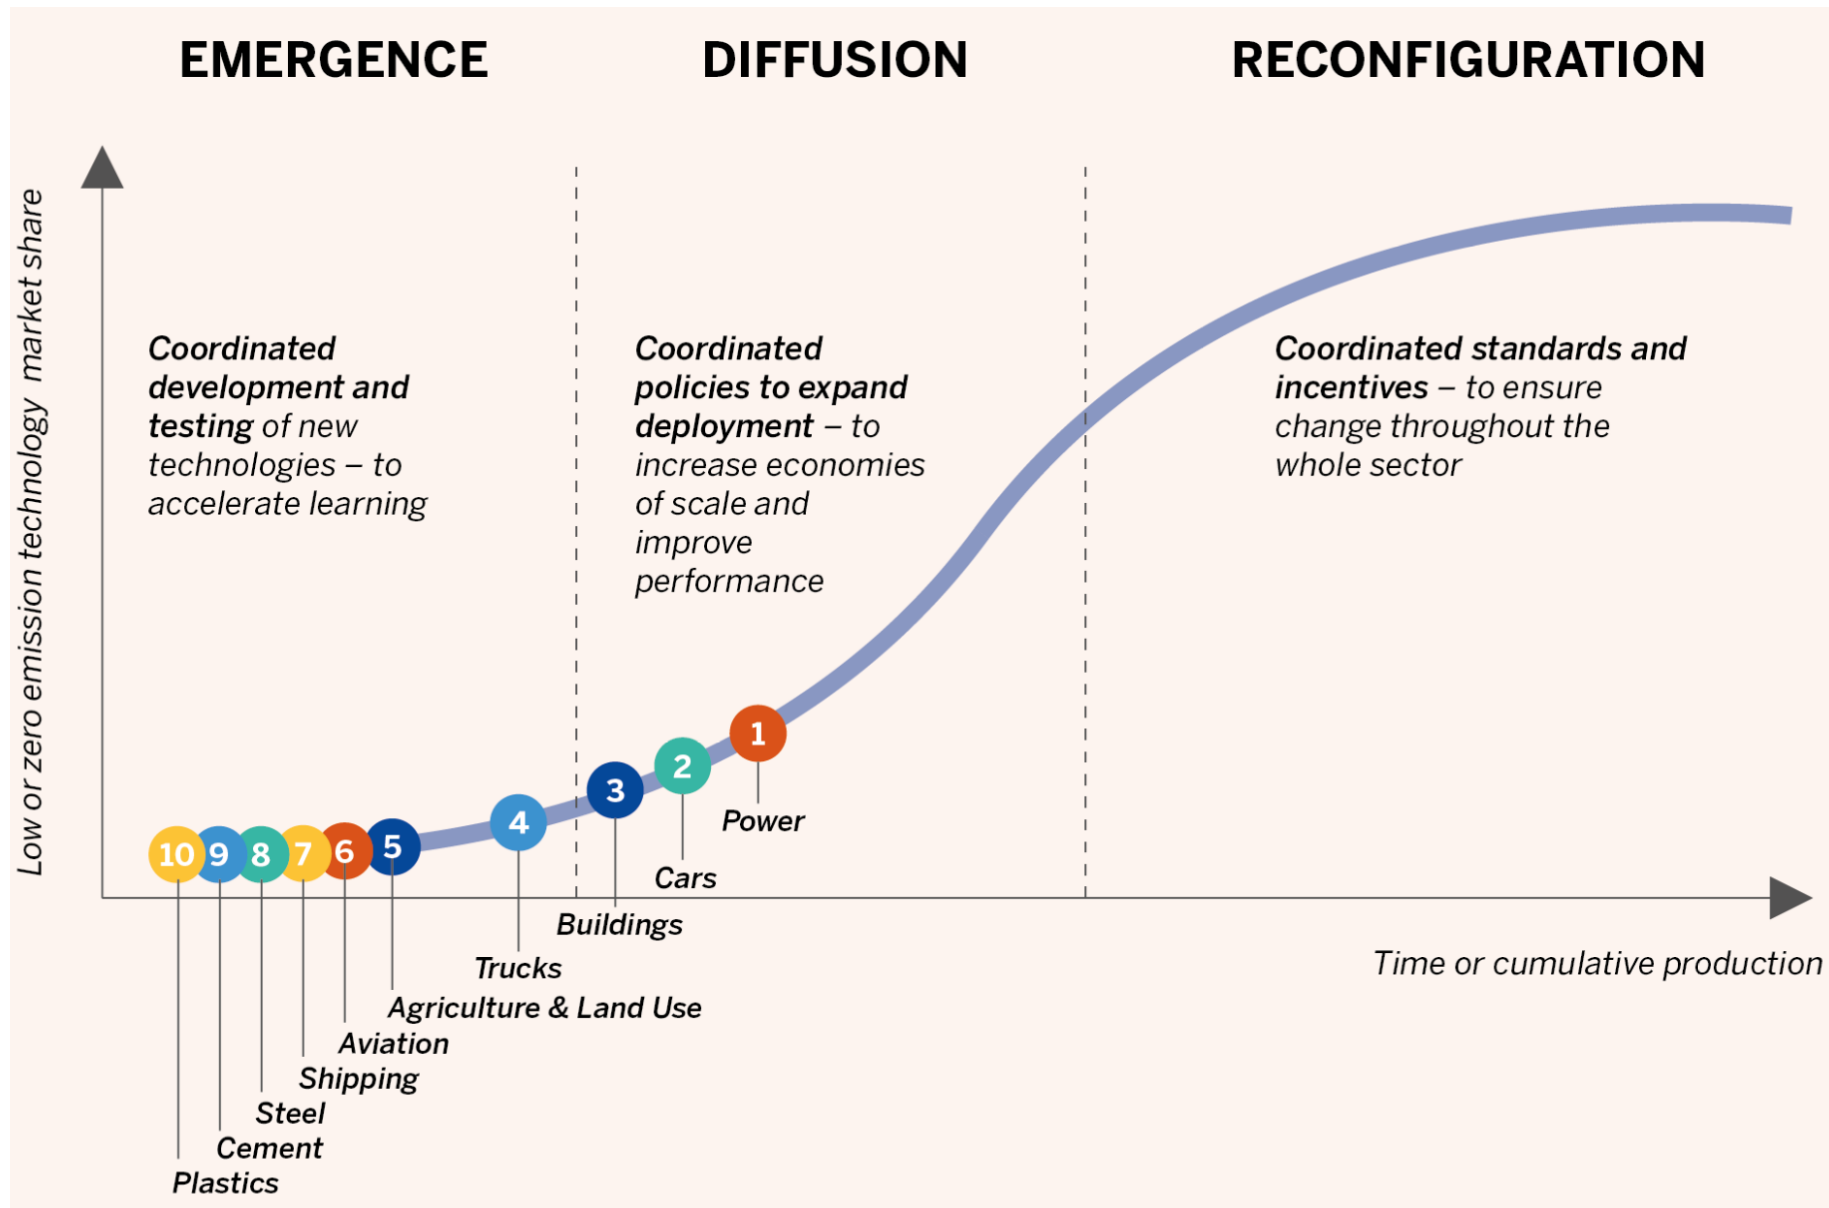 EMERGENCE
DIFFUSION
RECONFIGURATION
Low or zero emission technology market share
Coordinated
development and
testing of new
technologies – to
accelerate learning
Coordinated
policies to expand
deployment – to
increase economies
of scale and
improve
performance
Coordinated standards and
incentives – to ensure
change throughout the
whole sector
10
9
8
7
6
5
4
3
2
1
Power
Cars
Buildings
Trucks
Agriculture & Land Use
Aviation
Shipping
Steel
Cement
Plastics
Time or cumulative production